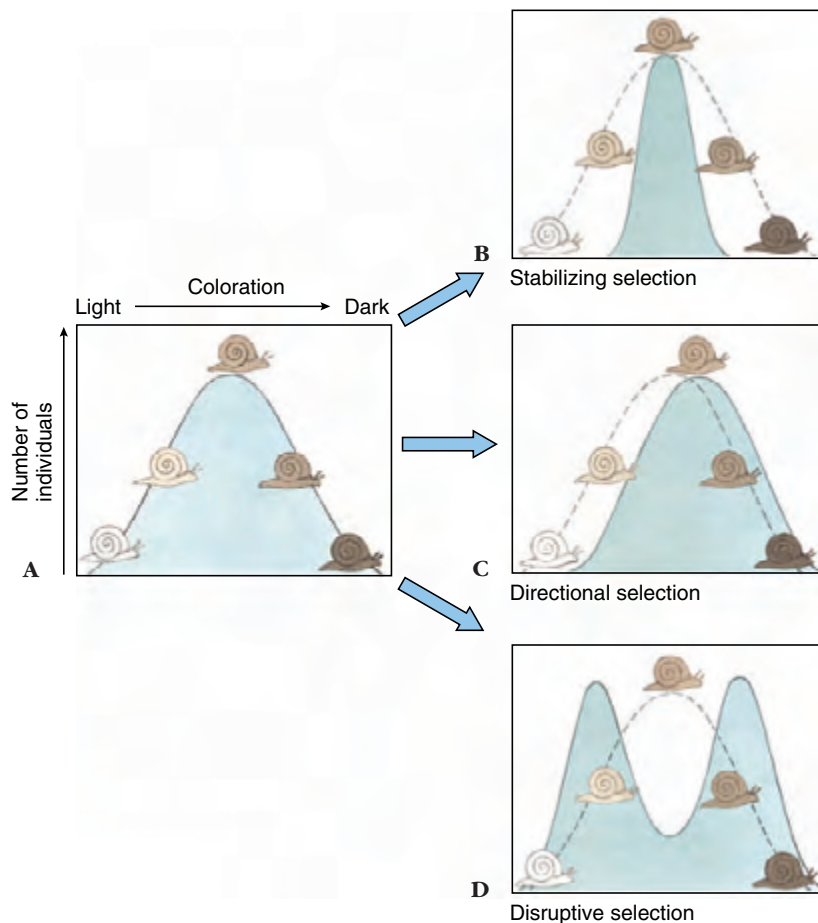 B
Stabilizing selection
Coloration
Light
Dark
Number of
individuals
A
C
Directional selection
D
Disruptive selection